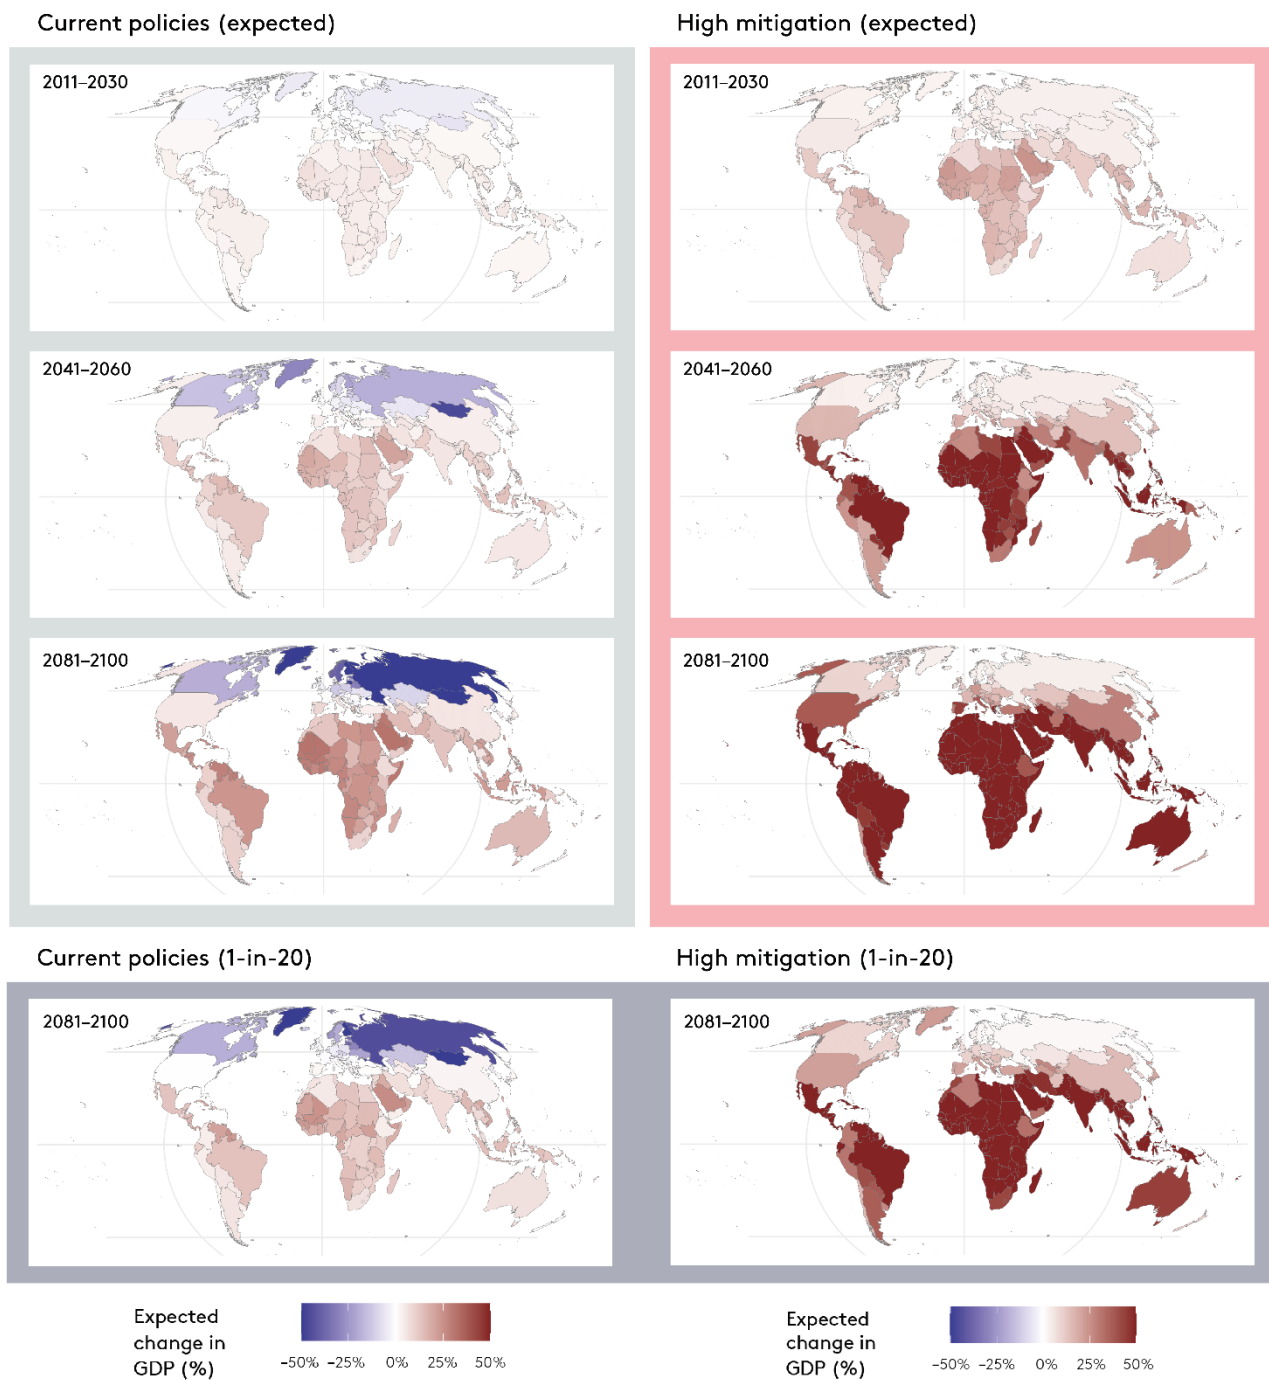 Current policies (expected)
High mitigation (expected)
2011–2030
2011–2030
2041–2060
2041–2060
2081–2100
2081–2100
Current policies (1-in-20)
High mitigation (1-in-20)
2081–2100
2081–2100
Expected
change in
GDP (%)
−50% −25% 0% 25% 50%
Expected
change in
GDP (%)
−50% −25% 0% 25% 50%